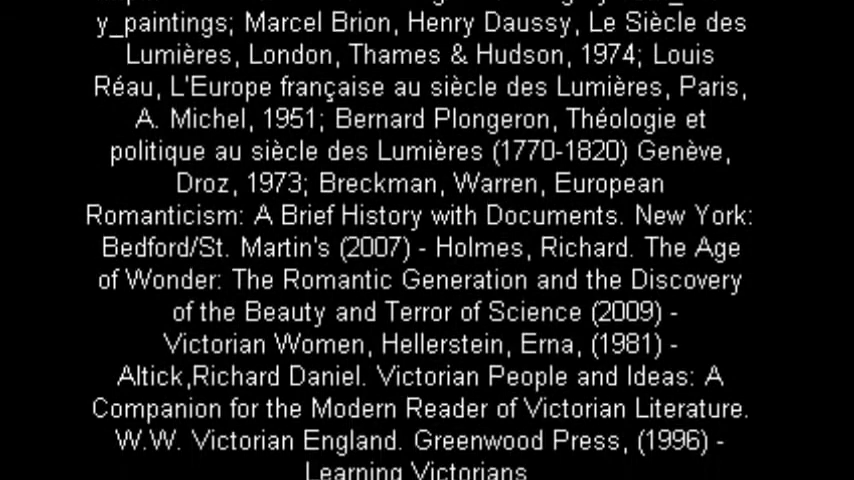 y_paintings; Marcel Brion, Henry Daussy, Le Siècle des
Lumières, London, Thames & Hudson, 1974; Louis
Réau, L'Europe française au siècle des Lumières, Paris,
A. Michel, 1951; Bernard Plongeron, Théologie et
politique au siècle des Lumières (1770-1820) Genève,
Droz, 1973; Breckman, Warren, European
Romanticism: A Brief History with Documents. New York:
Bedford/St. Martin's (2007) - Holmes, Richard. The Age
of Wonder: The Romantic Generation and the Discovery
of the Beauty and Terror of Science (2009) -
Victorian Women, Hellerstein, Erna, (1981) -
Altick,Richard Daniel. Victorian People and Ideas: A
Companion for the Modern Reader of Victorian Literature.
W.W. Victorian England. Greenwood Press, (1996) -
Learning Victorians